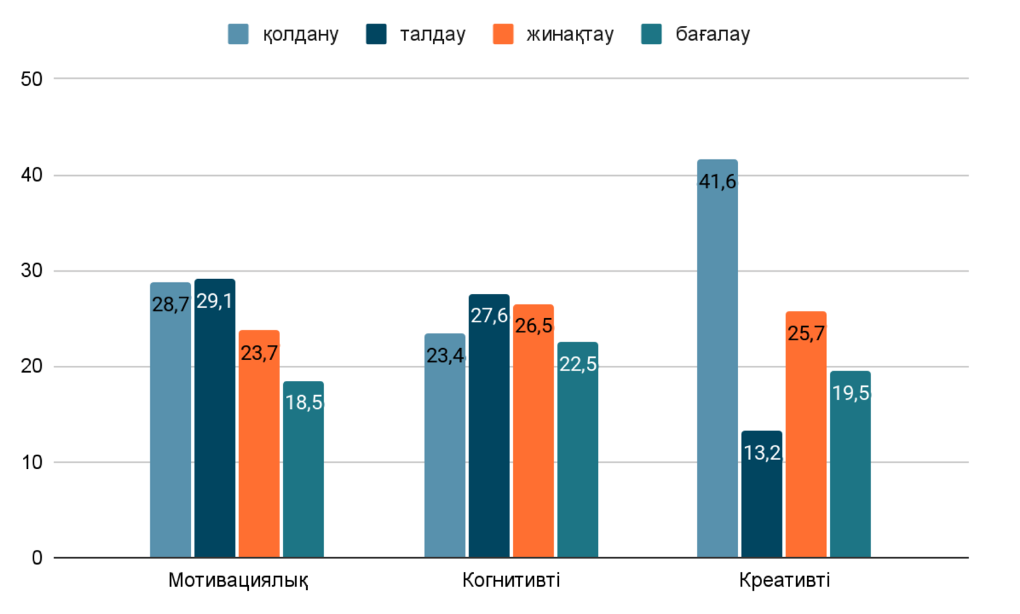 қолдану талдау жинақтау бағалау
50
40
30
20
10
0
41,6
28,7 29,1 23,7 18,5
23,4 27,6 26,5 22,5
13,2 25,7 19,5
Мотивациялық Когнитивті Креативті